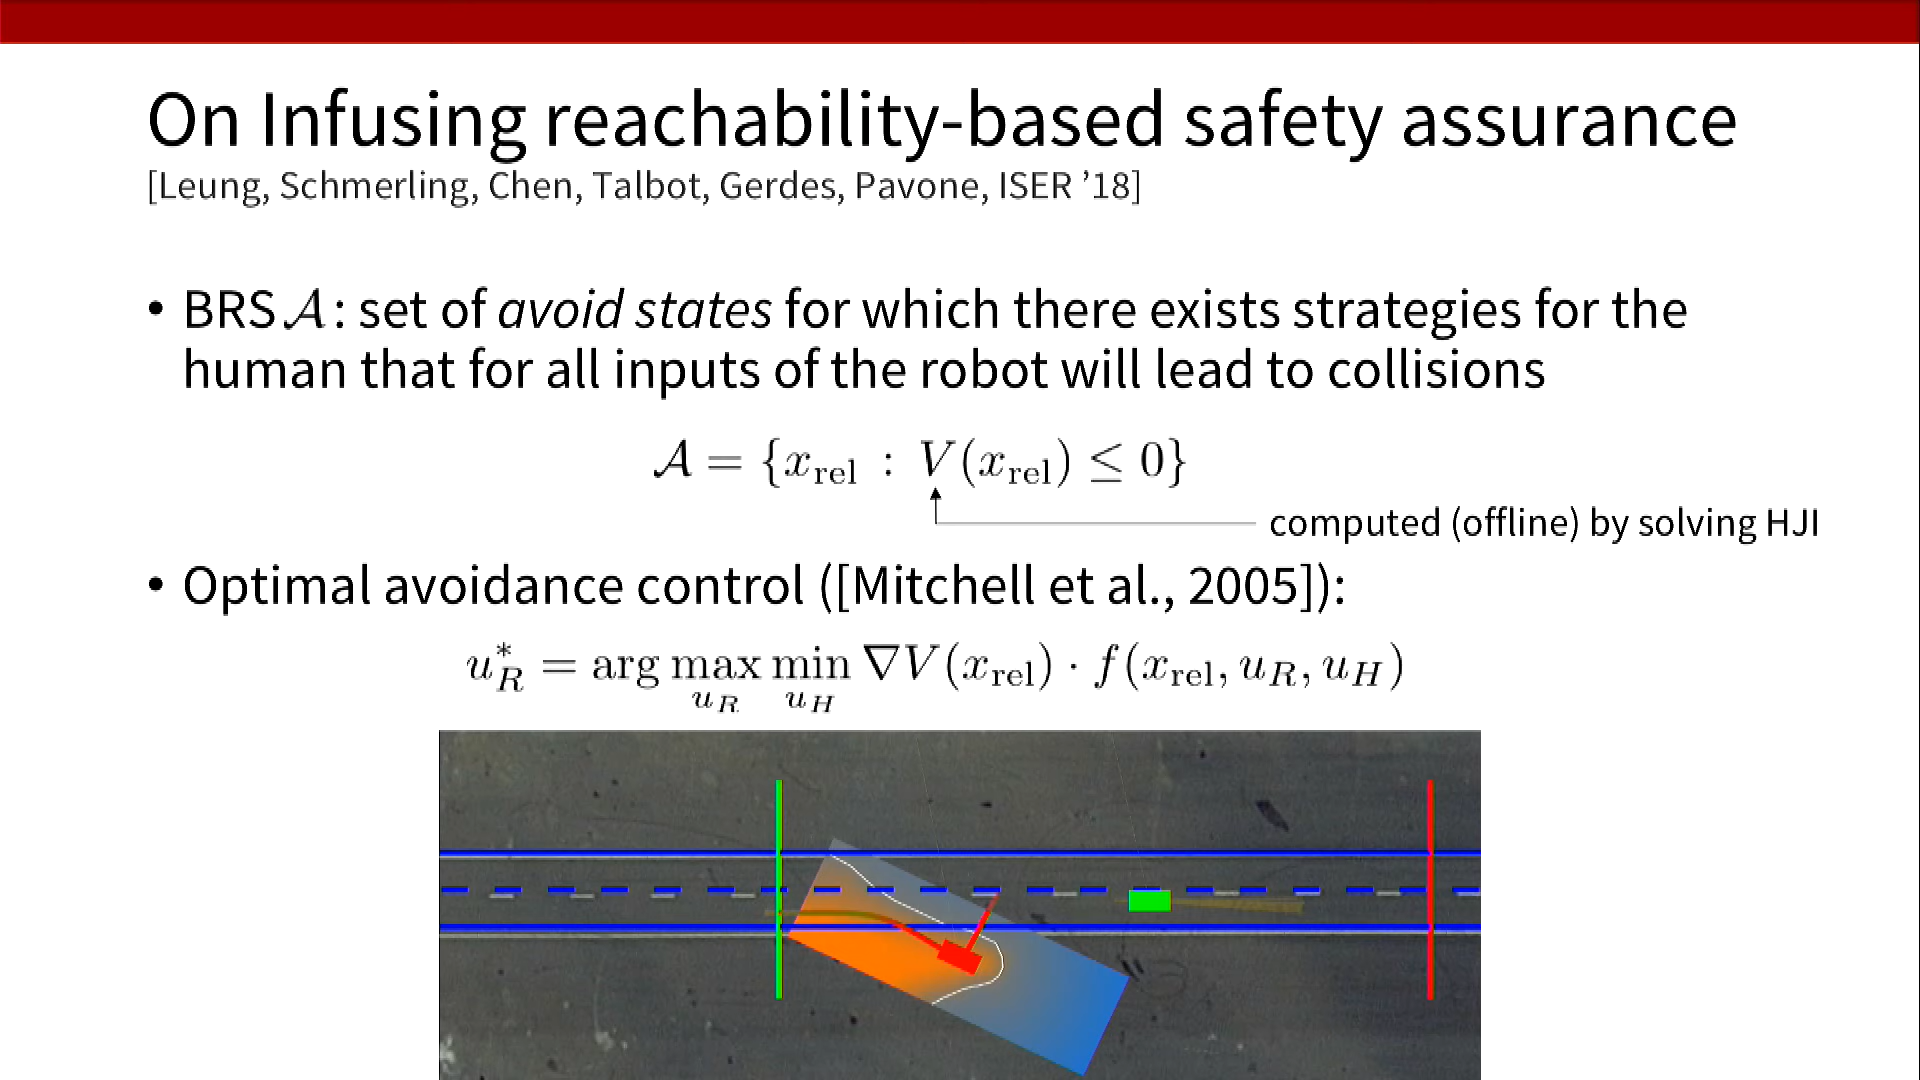 On Infusing reachability-based safety assurance
[Leung, Schmerling, Chen, Talbot, Gerdes, Pavone, ISER ’18]
• BRS 𝒜 : set of avoid states for which there exists strategies for the
human that for all inputs of the robot will lead to collisions
𝒜 = {x_rel : V(x_rel) ≤ 0}
computed (offline) by solving HJI
• Optimal avoidance control ([Mitchell et al., 2005]):
u_R^* = arg max_{u_R} min_{u_H} ∇V(x_rel) · f(x_rel, u_R, u_H)